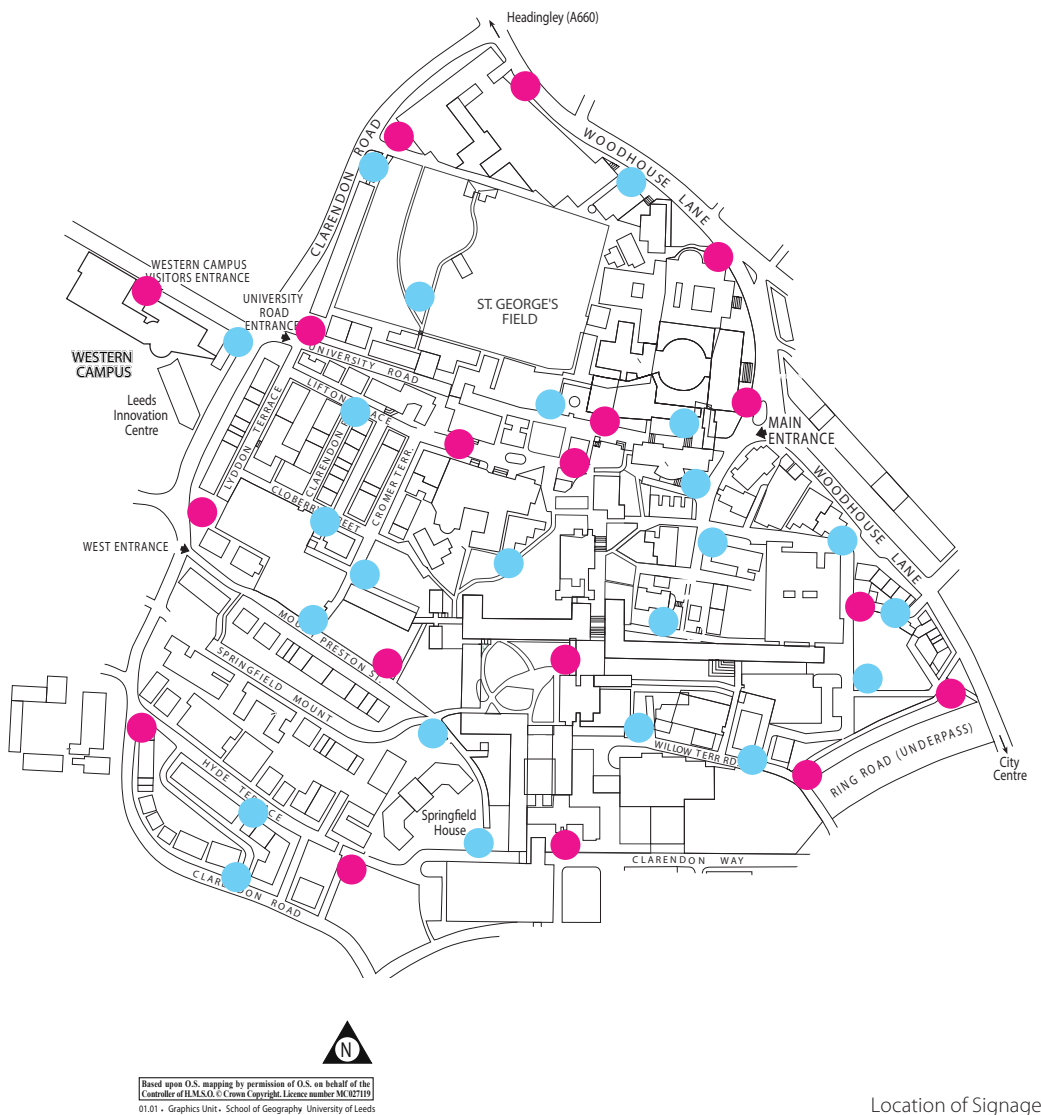 Headingley (A660)
WOODHOUSE LANE
CLARENDON ROAD
WESTERN CAMPUS
VISITORS ENTRANCE
UNIVERSITY
ROAD
ENTRANCE
ST. GEORGE'S
FIELD
WESTERN
CAMPUS
UNIVERSITY ROAD
Leeds
Innovation
Centre
LYDDON TERRACE
CLARENDON
CROMER TERR.
MAIN
ENTRANCE
WOODHOUSE LANE
WEST ENTRANCE
MOUNT PRESTON ST.
SPRINGFIELD MOUNT
HYDE TERRACE
WILLOW TERR RD.
RING ROAD (UNDERPASS)
City
Centre
Springfield
House
CLARENDON WAY
CLARENDON ROAD
N
Based upon O.S. mapping by permission of O.S. on behalf of the
Controller of H.M.S.O. © Crown Copyright. Licence number MC027119
01.01 • Graphics Unit • School of Geography University of Leeds
Location of Signage